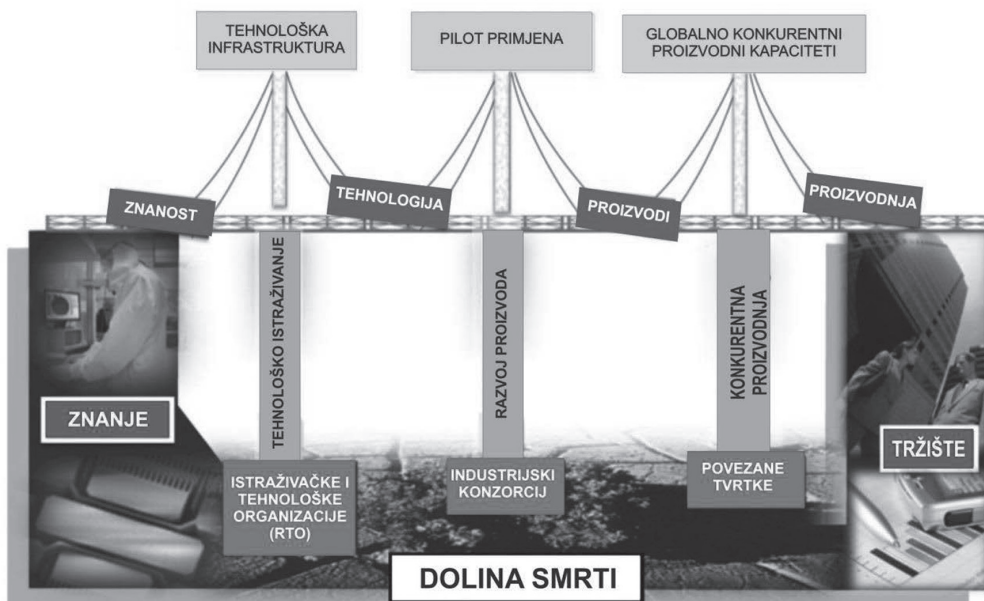 TEHNOLOŠKA
INFRASTRUKTURA
PILOT PRIMJENA
GLOBALNO KONKURENTNI
PROIZVODNI KAPACITETI
ZNANOST
TEHNOLOGIJA
PROIZVODI
PROIZVODNJA
TEHNOLOŠKO ISTRAŽIVANJE
RAZVOJ PROIZVODA
KONKURENTNA
PROIZVODNJA
ZNANJE
TRŽIŠTE
ISTRAŽIVAČKE I
TEHNOLOŠKE
ORGANIZACIJE
(RTO)
INDUSTRIJSKI
KONZORCIJ
POVEZANE
TVRTKE
DOLINA SMRTI